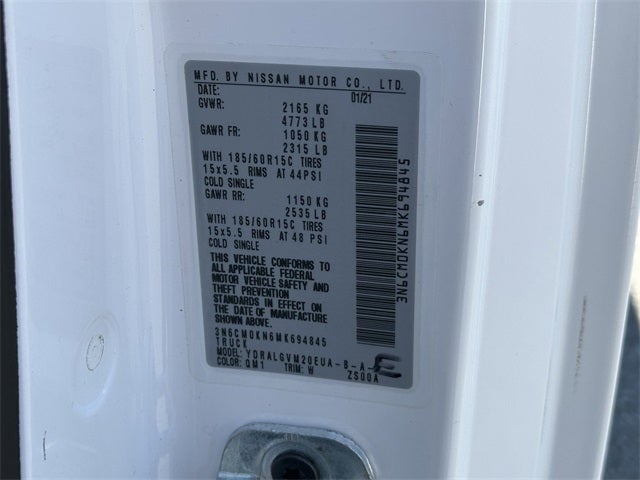 MFD. BY NISSAN MOTOR CO., LTD.
DATE: 01/21
GVWR: 2165 KG
4773 LB
GAWR FR: 1050 KG
2315 LB
WITH 185/60R15C TIRES
15x5.5 RIMS AT 44PSI
COLD SINGLE
GAWR RR: 1150 KG
2535 LB
WITH 185/60R15C TIRES
15x5.5 RIMS AT 48 PSI
COLD SINGLE
THIS VEHICLE CONFORMS TO
ALL APPLICABLE FEDERAL
MOTOR VEHICLE SAFETY AND
THEFT PREVENTION
STANDARDS IN EFFECT ON
THE DATE OF MANUFACTURE
SHOWN ABOVE.
3N6CM0KN6MK694845
TRUCK
MODEL: YDRALGVM20EUA-B-A-
COLOR: QM1 TRIM: W ZS00A
E
3N6CM0KN6MK694845